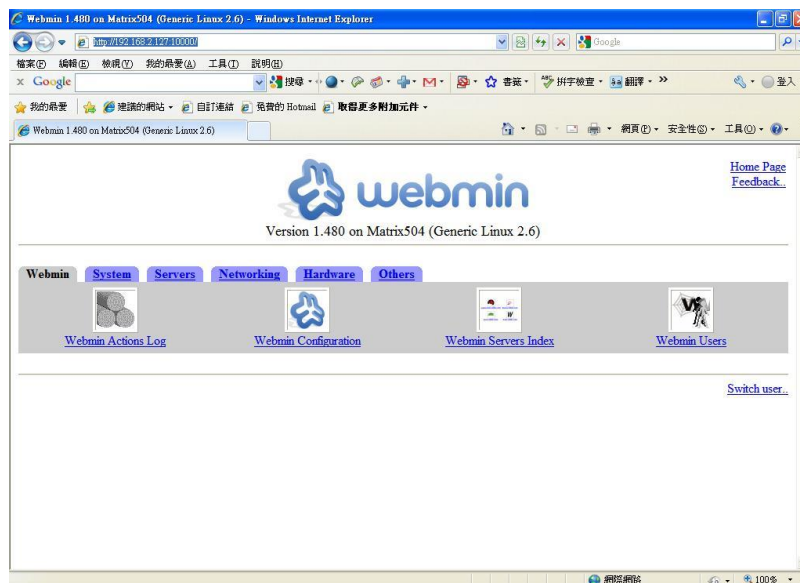 Webmin 1.480 on Matrix504 (Generic Linux 2.6) - Windows Internet Explorer
http://192.168.2.127:10000/
Google
檔案(F) 編輯(E) 檢視(V) 我的最愛(A) 工具(T) 說明(H)
x Google 搜尋 書籤 拼字檢查 翻譯 » 登入
我的最愛 建議的網站 自訂連結 免費的 Hotmail 取得更多附加元件
Webmin 1.480 on Matrix504 (Generic Linux 2.6) 網頁(P) 安全性(S) 工具(O)
Home Page
Feedback..
webmin
Version 1.480 on Matrix504 (Generic Linux 2.6)
Webmin System Servers Networking Hardware Others
Webmin Actions Log Webmin Configuration Webmin Servers Index Webmin Users
Switch user..
網際網路 100%